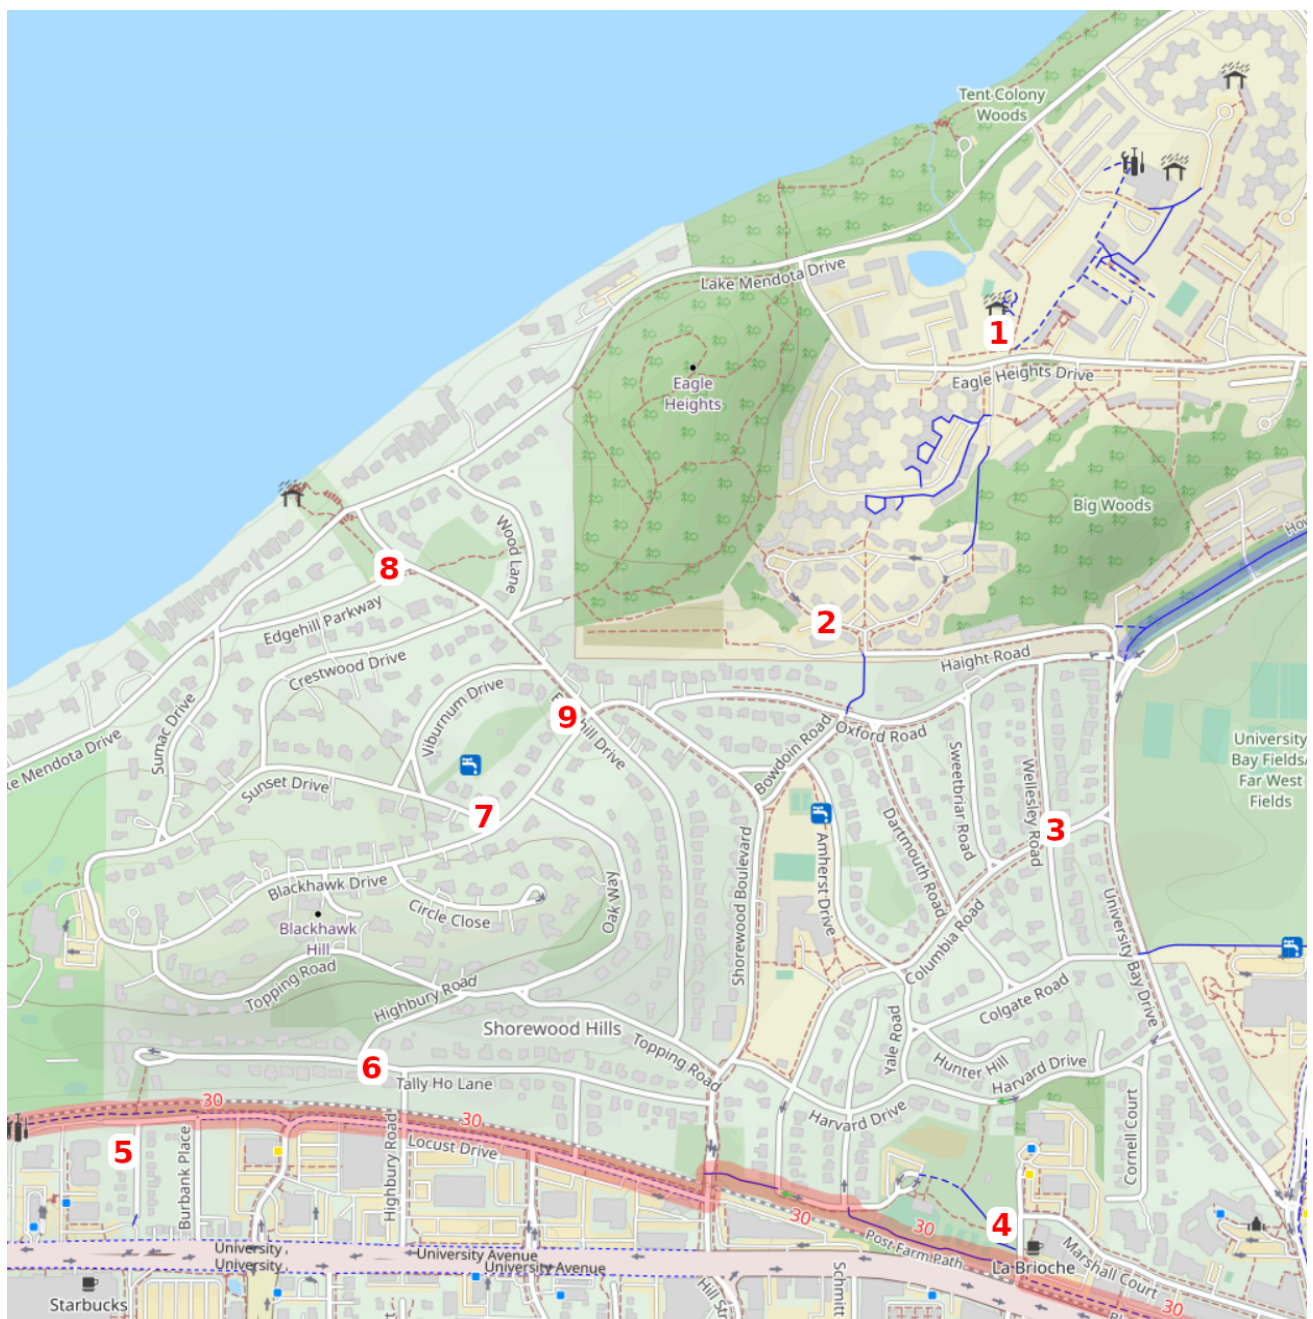 Tent Colony
Woods
Lake Mendota Drive
1
Eagle
Heights
Eagle Heights Drive
Wood Lane
Big Woods
8
Edgehill Parkway
2
Haight Road
Crestwood Drive
Viburnum Drive
9
Sumac Drive
Bowdoin Road
Oxford Road
University
Bay Fields/
Far West
Fields
Sunset Drive
7
Sweetbriar Road
Wellesley Road
3
Dartmouth Road
Amherst Drive
Shorewood Boulevard
Blackhawk Drive
Circle Close
Oak Way
Blackhawk
Hill
Columbia Road
University Bay Drive
Topping Road
Highbury Road
Colgate Road
Shorewood Hills
Topping Road
Yale Road
Hunter Hill
6
Tally Ho Lane
Harvard Drive
Harvard Drive
30
30
Cornell Court
5
Burbank Place
Highbury Road
Locust Drive
30
30
4
Post Farm Path
Marshall Court
La Brioche
University
University
University Avenue
University Avenue
Schmitt
Starbucks
30